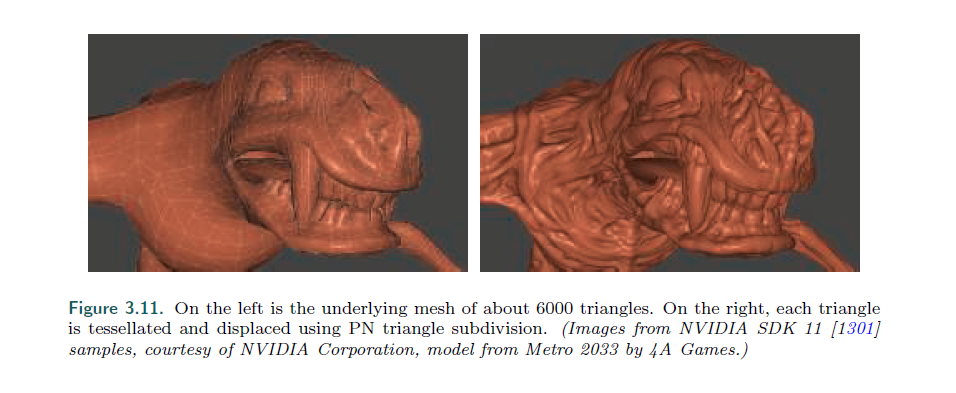 Figure 3.11. On the left is the underlying mesh of about 6000 triangles. On the right, each triangle
is tessellated and displaced using PN triangle subdivision. (Images from NVIDIA SDK 11 [1301]
samples, courtesy of NVIDIA Corporation, model from Metro 2033 by 4A Games.)